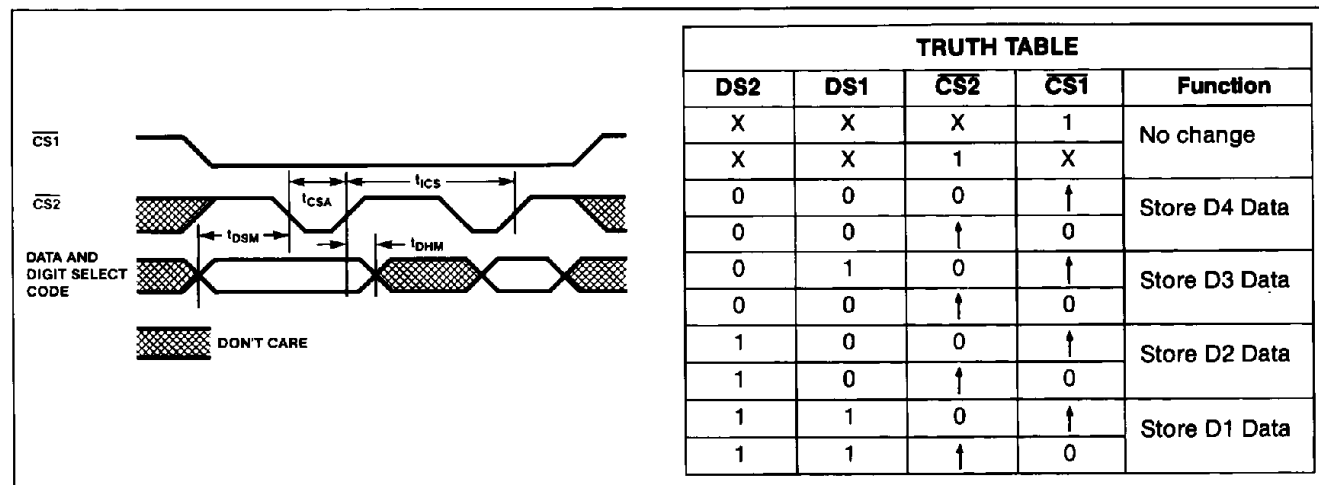 CS1
CS2
tCSA
tICS
tDSM
tDHM
DATA AND
DIGIT SELECT
CODE
DON'T CARE
TRUTH TABLE
DS2 DS1 CS2 CS1 Function
X X X 1 No change
X X 1 X
0 0 0 ↑ Store D4 Data
0 0 ↑ 0
0 1 0 ↑ Store D3 Data
0 0 ↑ 0
1 0 0 ↑ Store D2 Data
1 0 ↑ 0
1 1 0 ↑ Store D1 Data
1 1 ↑ 0